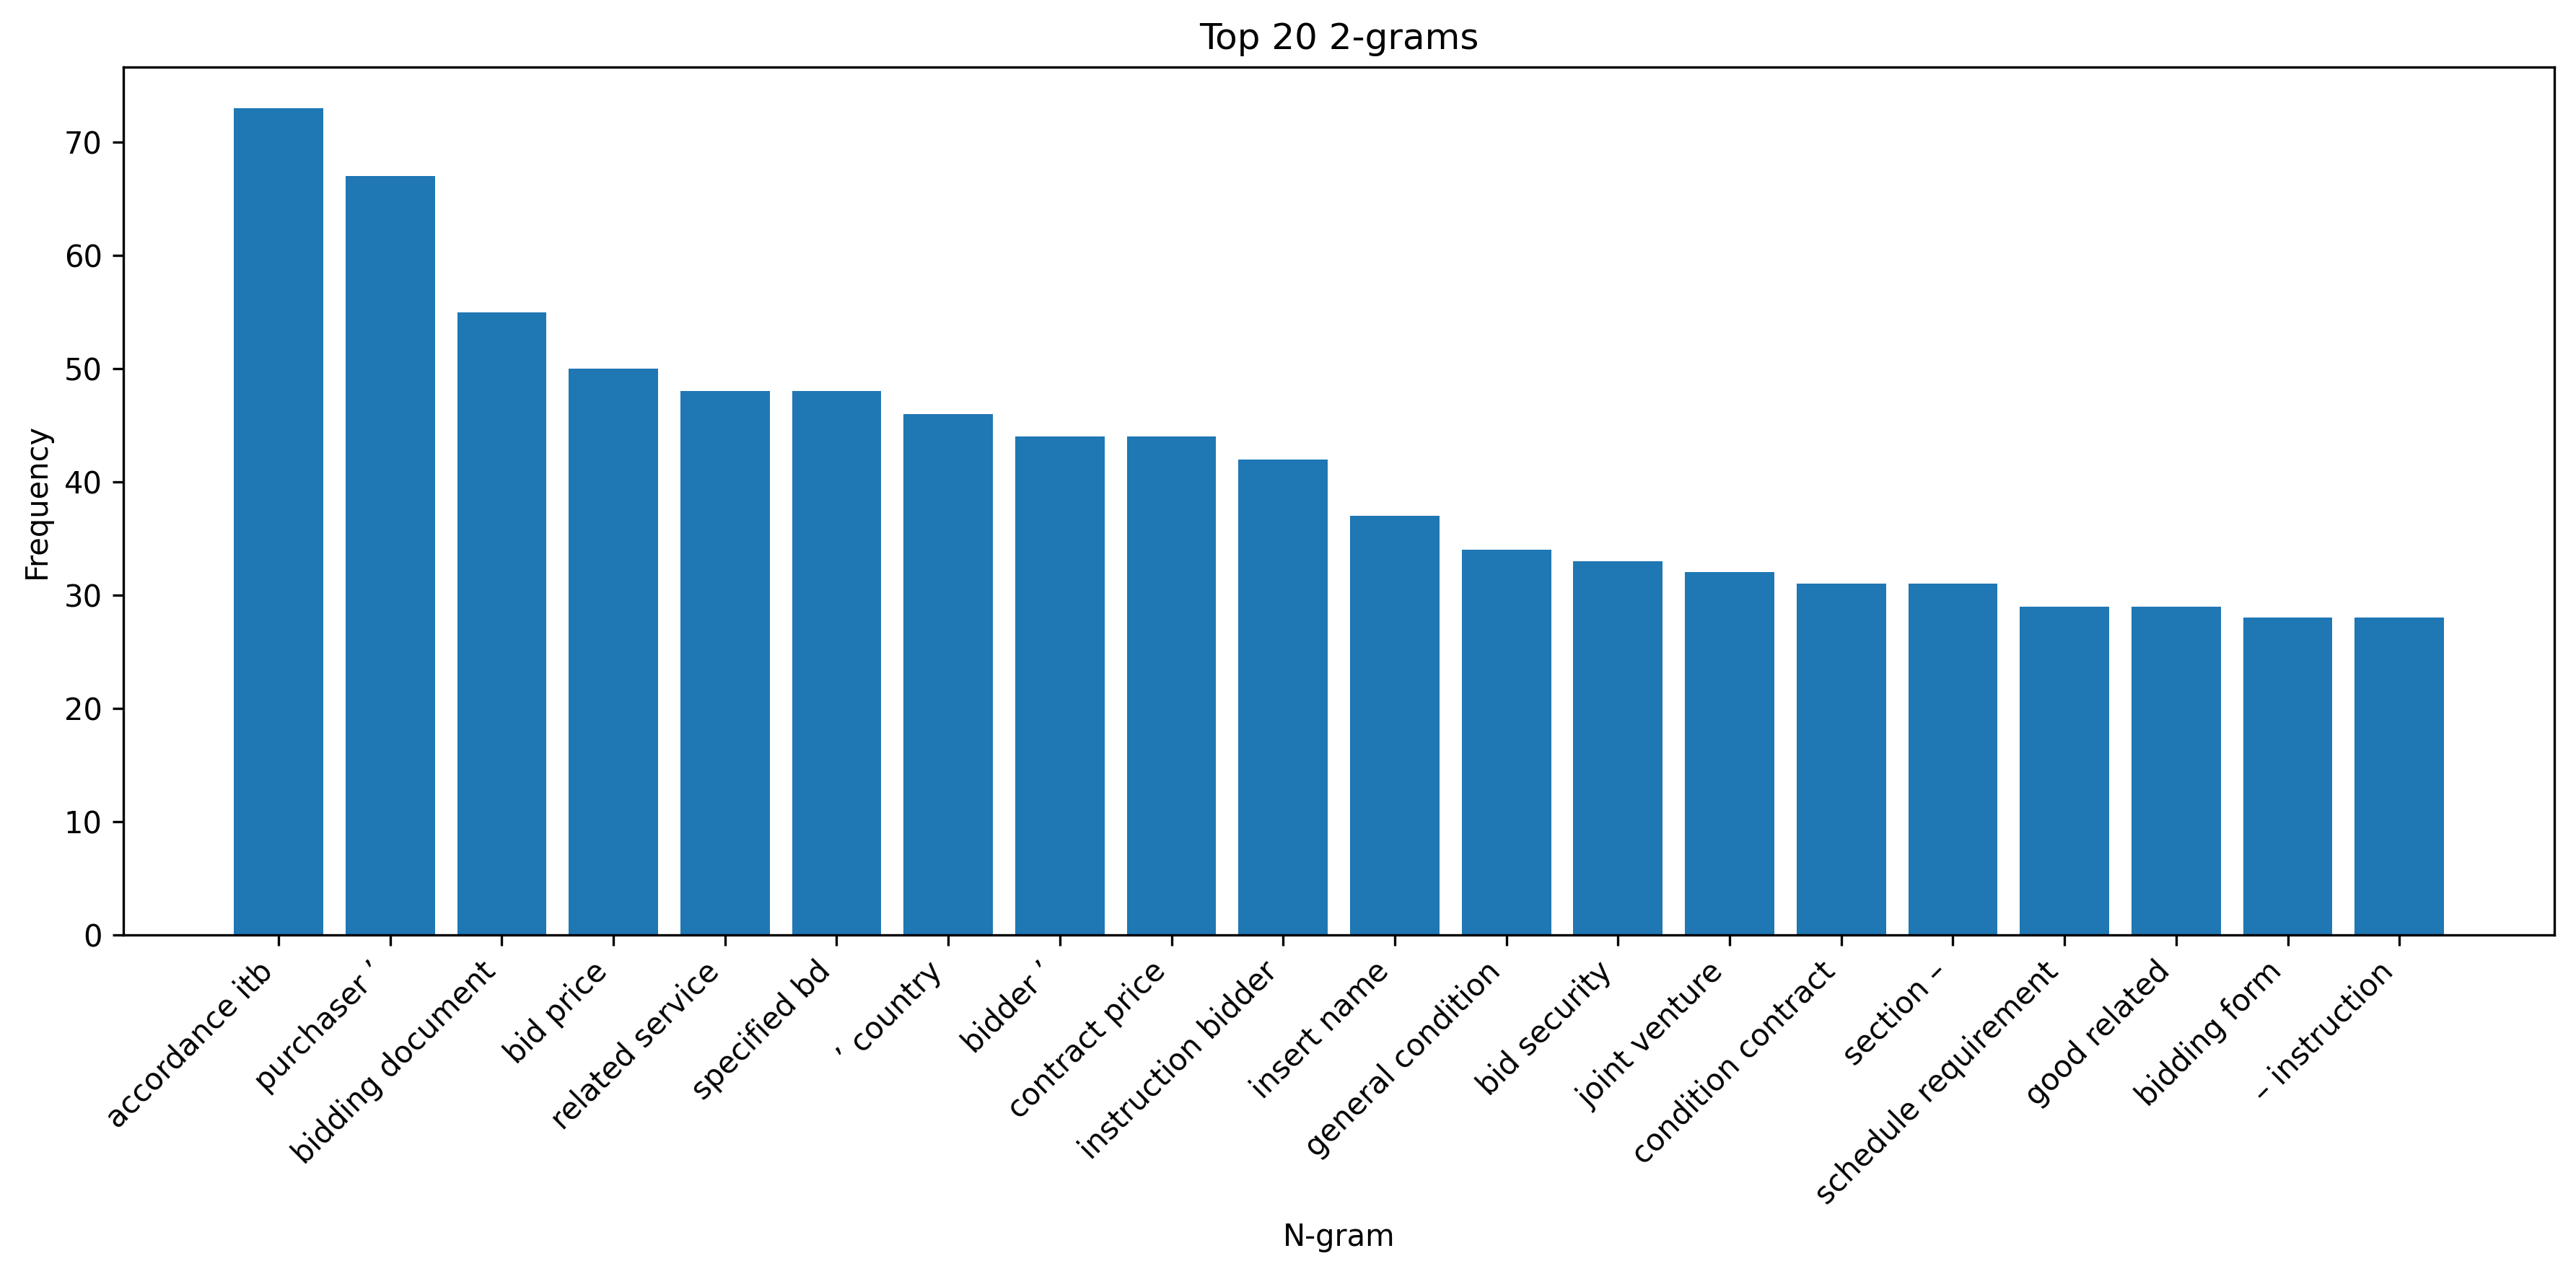 Top 20 2-grams
Frequency
70
60
50
40
30
20
10
0
accordance itb
purchaser ’
bidding document
bid price
related service
specified bd
’ country
bidder ’
contract price
instruction bidder
insert name
general condition
bid security
joint venture
condition contract
section –
schedule requirement
good related
bidding form
– instruction
N-gram